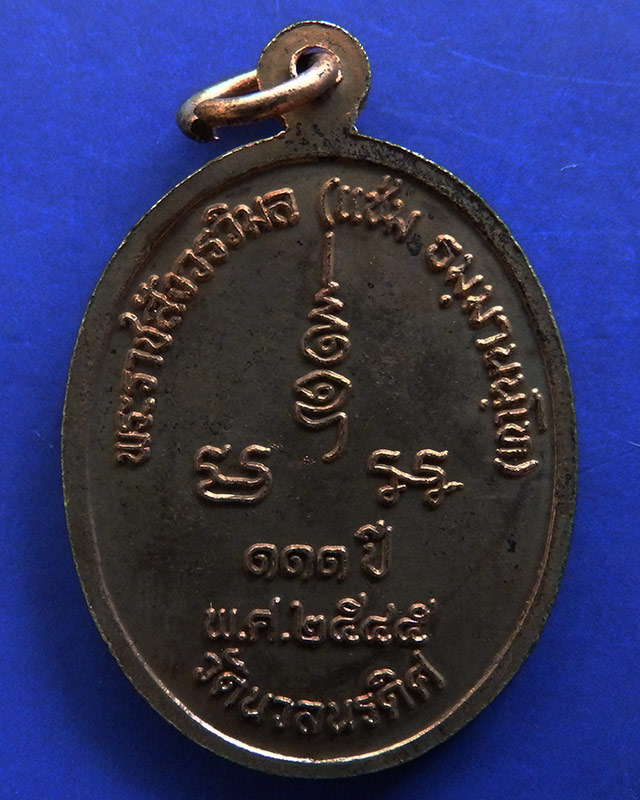 พระราชสังวรวิมล (แช่ม ธมฺมานนฺโท)
๑๑๑ ปี
พ.ศ.๒๕๔๕
วัดนวลนรดิศ